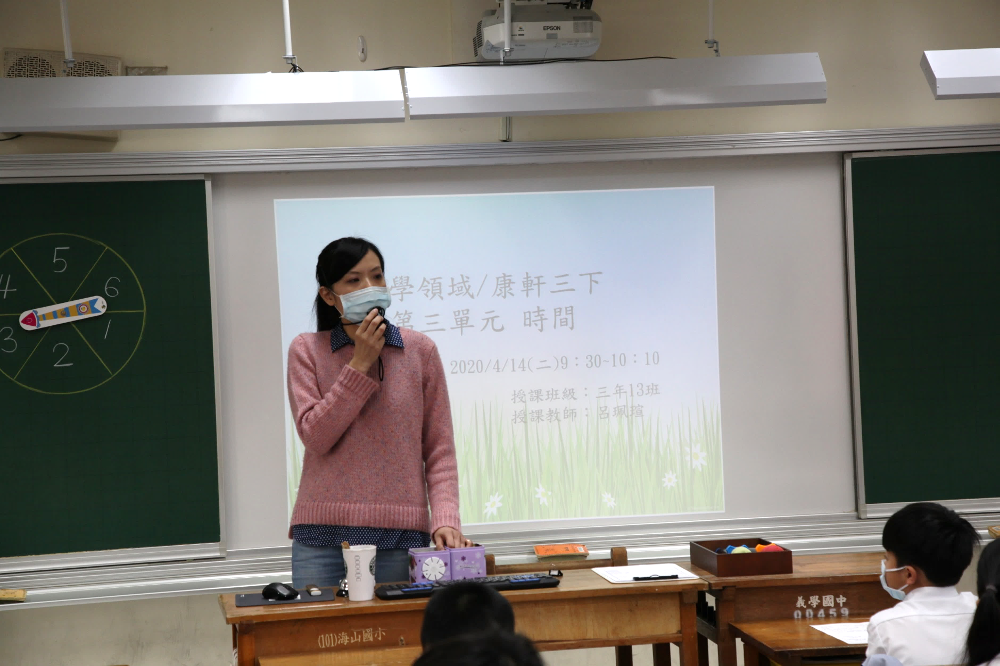 EPSON
5
4
6
3
1
2
學領域/康軒三下
第三單元 時間
2020/4/14(二)9：30~10：10
授課班級：三年13班
授課教師：呂珮瑄
義學國中
00459
(101)海山國小